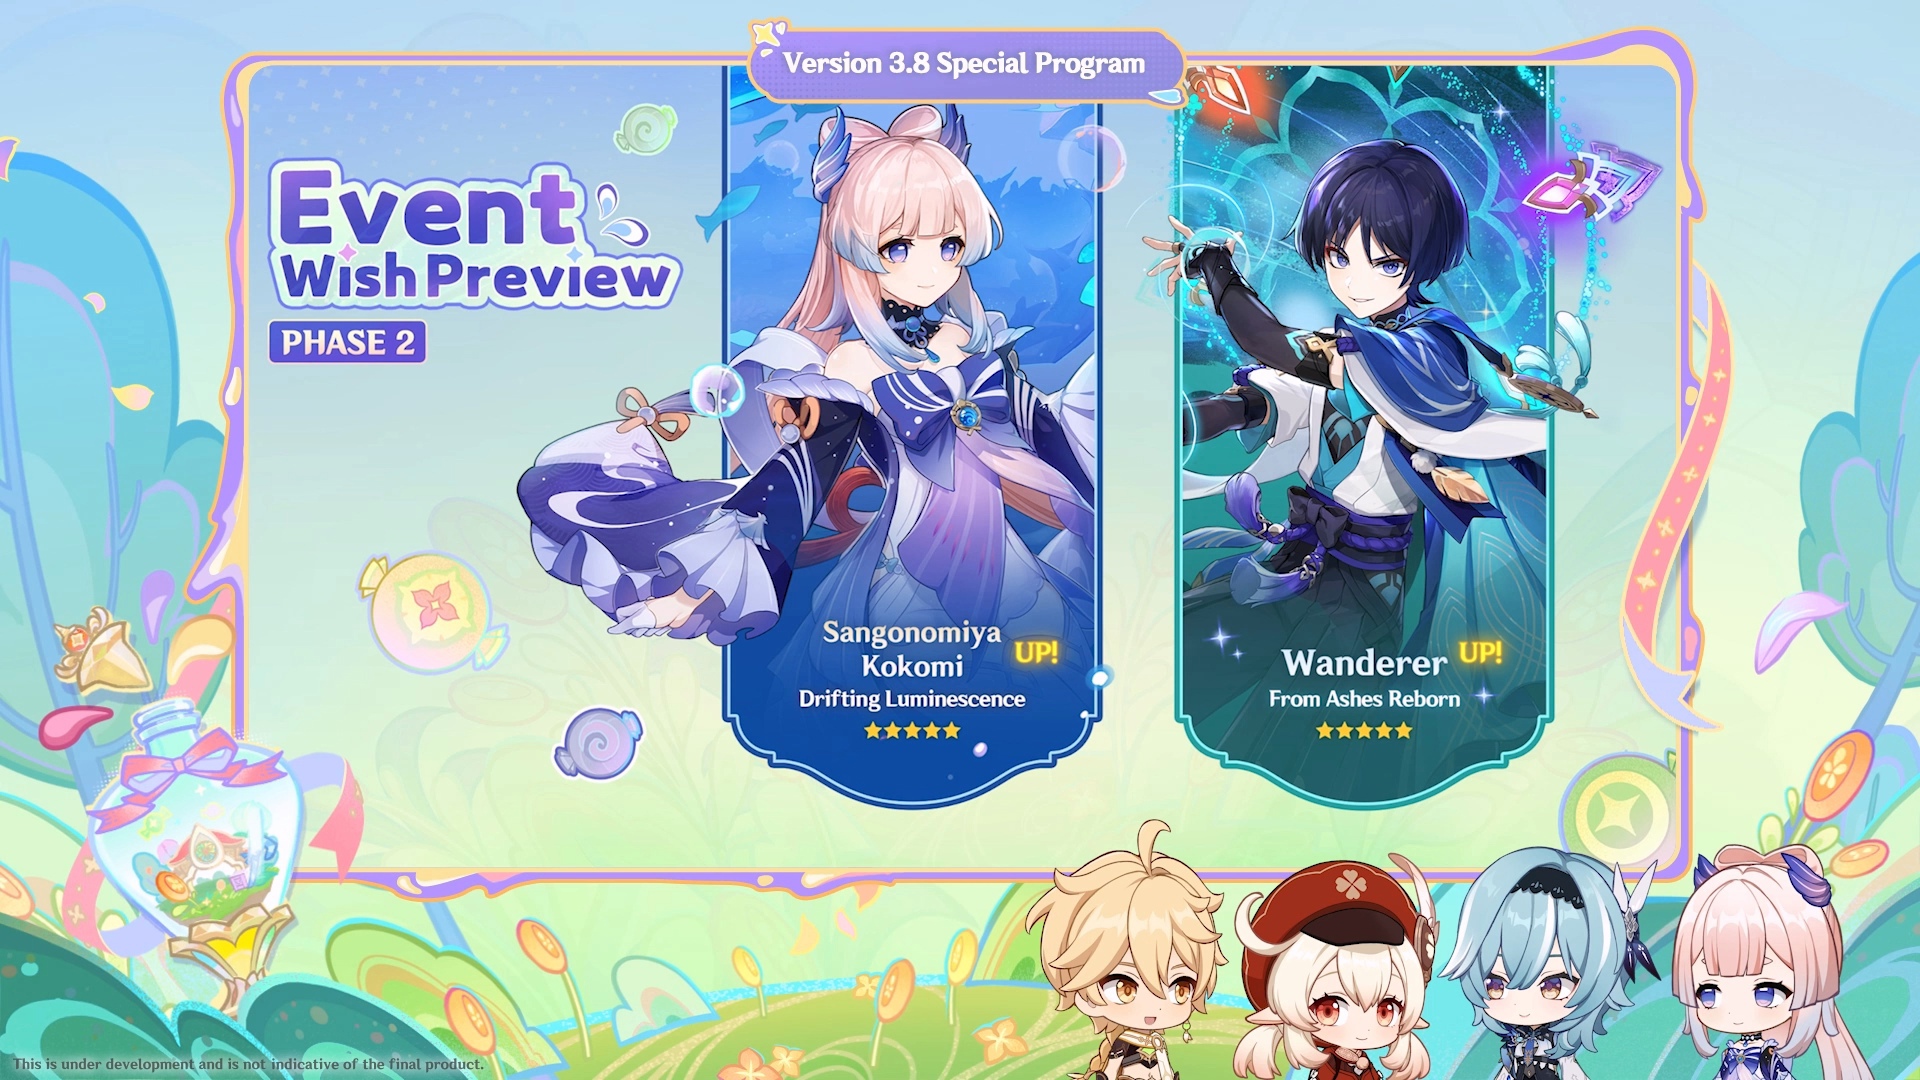 Version 3.8 Special Program
Event
Wish Preview
PHASE 2
Sangonomiya
Kokomi
UP!
Drifting Luminescence
Wanderer
UP!
From Ashes Reborn
This is under development and is not indicative of the final product.